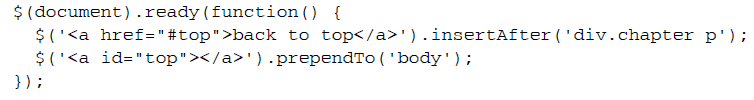 $(document).ready(function() {
  $('<a href="#top">back to top</a>').insertAfter('div.chapter p');
  $('<a id="top"></a>').prependTo('body');
});